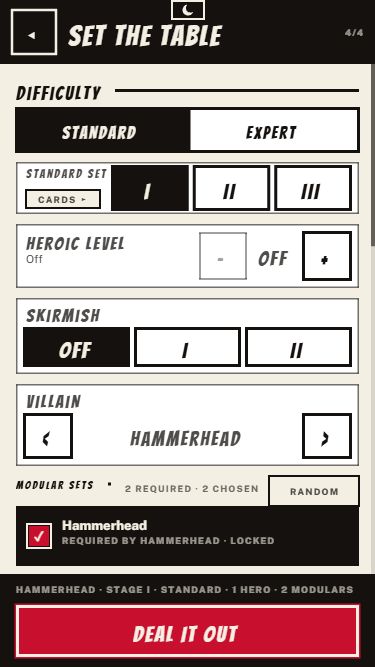 SET THE TABLE
4/4
DIFFICULTY
STANDARD
EXPERT
STANDARD SET
CARDS
I
II
III
HEROIC LEVEL
Off
-
OFF
+
SKIRMISH
OFF
I
II
VILLAIN
‹
HAMMERHEAD
›
MODULAR SETS
2 REQUIRED · 2 CHOSEN
RANDOM
Hammerhead
REQUIRED BY HAMMERHEAD · LOCKED
HAMMERHEAD · STAGE I · STANDARD · 1 HERO · 2 MODULARS
DEAL IT OUT